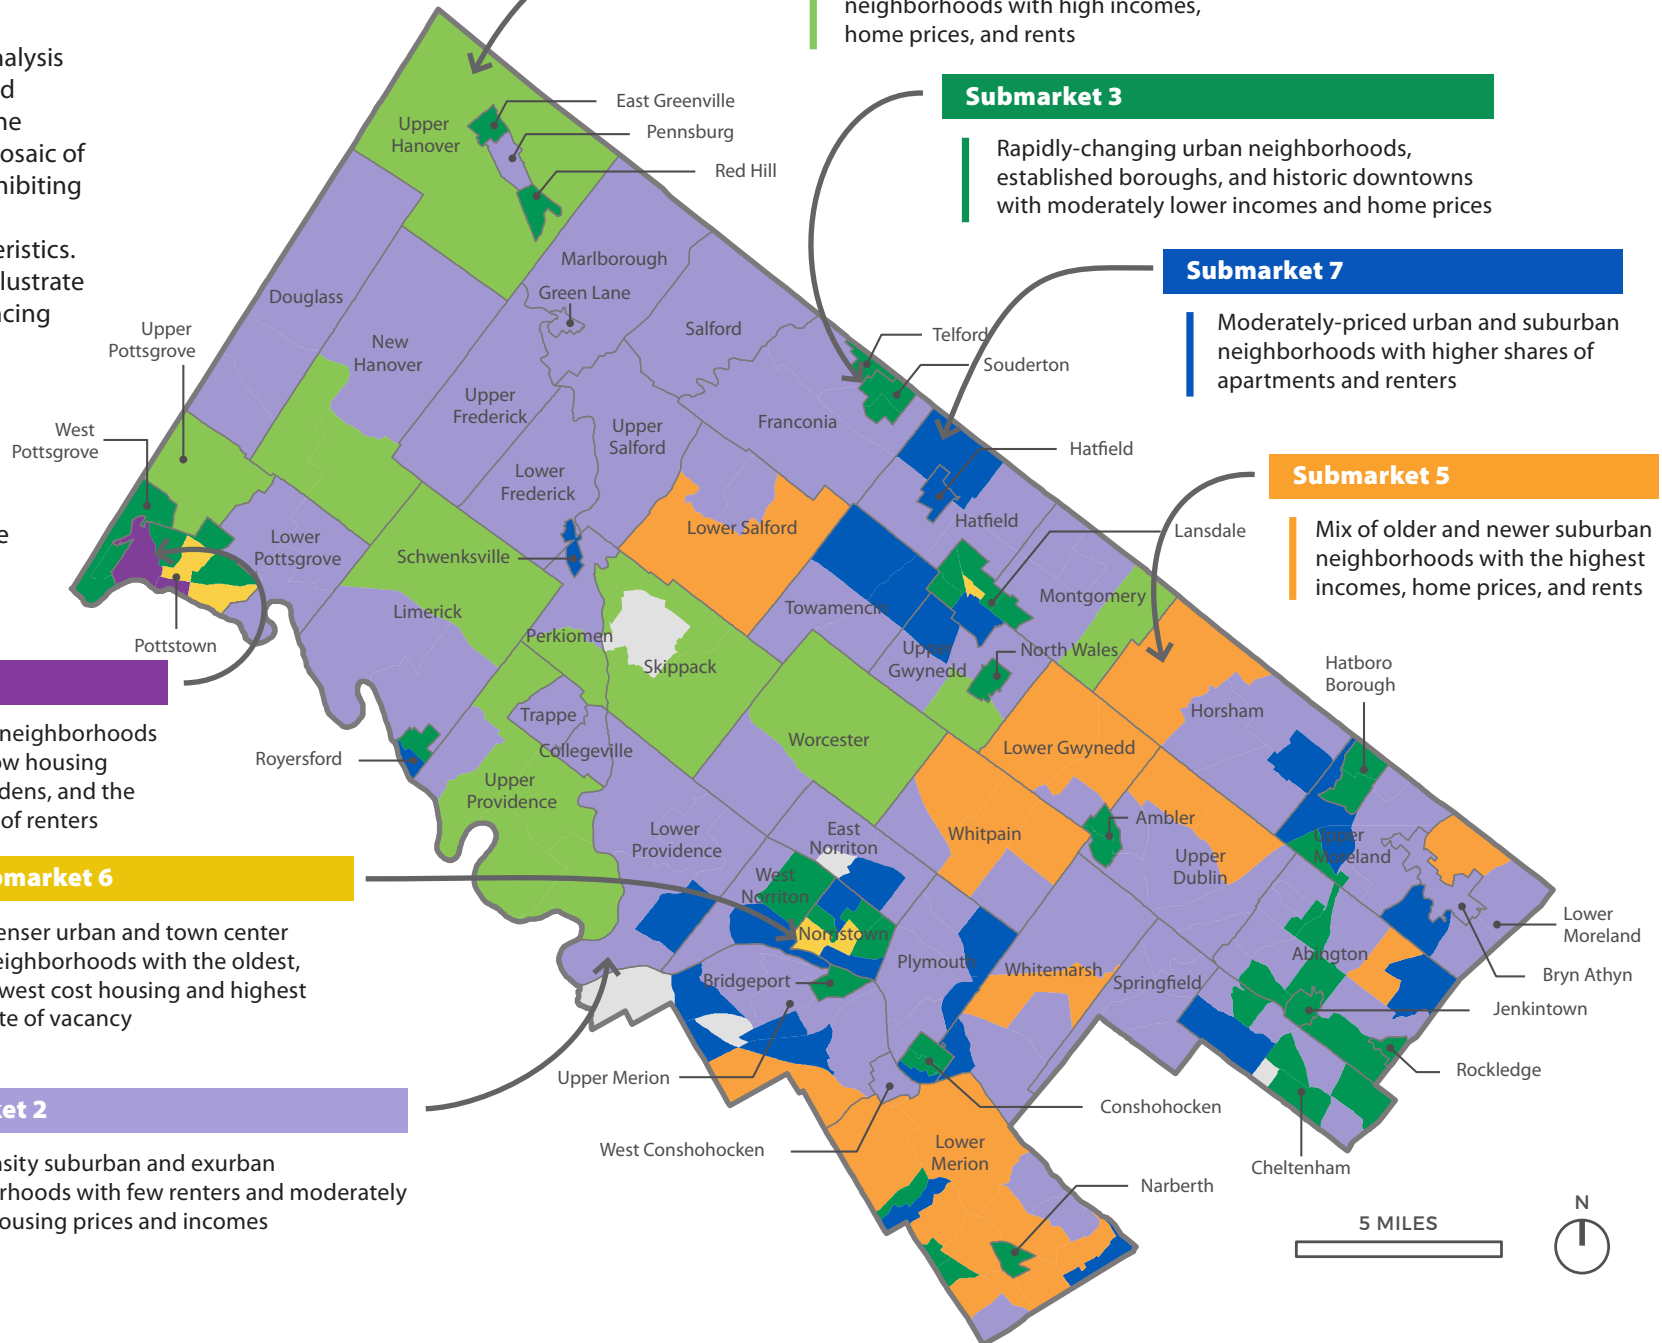 neighborhoods with high incomes,
home prices, and rents
Submarket 3
Rapidly-changing urban neighborhoods,
established boroughs, and historic downtowns
with moderately lower incomes and home prices
Submarket 7
Moderately-priced urban and suburban
neighborhoods with higher shares of
apartments and renters
Submarket 5
Mix of older and newer suburban
neighborhoods with the highest
incomes, home prices, and rents
nalysis
d
ne
osaic of
hibiting
eristics.
llustrate
ncing
e
neighborhoods
ow housing
dens, and the
of renters
bmarket 6
enser urban and town center
eighborhoods with the oldest,
west cost housing and highest
te of vacancy
ket 2
nsity suburban and exurban
rhoods with few renters and moderately
ousing prices and incomes
East Greenville
Pennsburg
Red Hill
Upper
Hanover
Marlborough
Green Lane
Douglass
Salford
Upper
Pottsgrove
New
Hanover
Telford
Souderton
Upper
Frederick
Franconia
Upper
Salford
West
Pottsgrove
Hatfield
Lower
Frederick
Lower Salford
Hatfield
Lansdale
Lower
Pottsgrove
Schwenksville
Montgomery
Towamencin
Limerick
Perkiomen
Pottstown
Skippack
Upper
Gwynedd
North Wales
Hatboro
Borough
Trappe
Horsham
Collegeville
Worcester
Lower Gwynedd
Royersford
Upper
Providence
Lower
Providence
East
Norriton
Whitpain
Ambler
Upper
Moreland
Upper
Dublin
West
Norriton
Norristown
Lower
Moreland
Abington
Plymouth
Whitemarsh
Springfield
Bryn Athyn
Bridgeport
Jenkintown
Rockledge
Upper Merion
Conshohocken
West Conshohocken
Lower
Merion
Cheltenham
Narberth
5 MILES
N